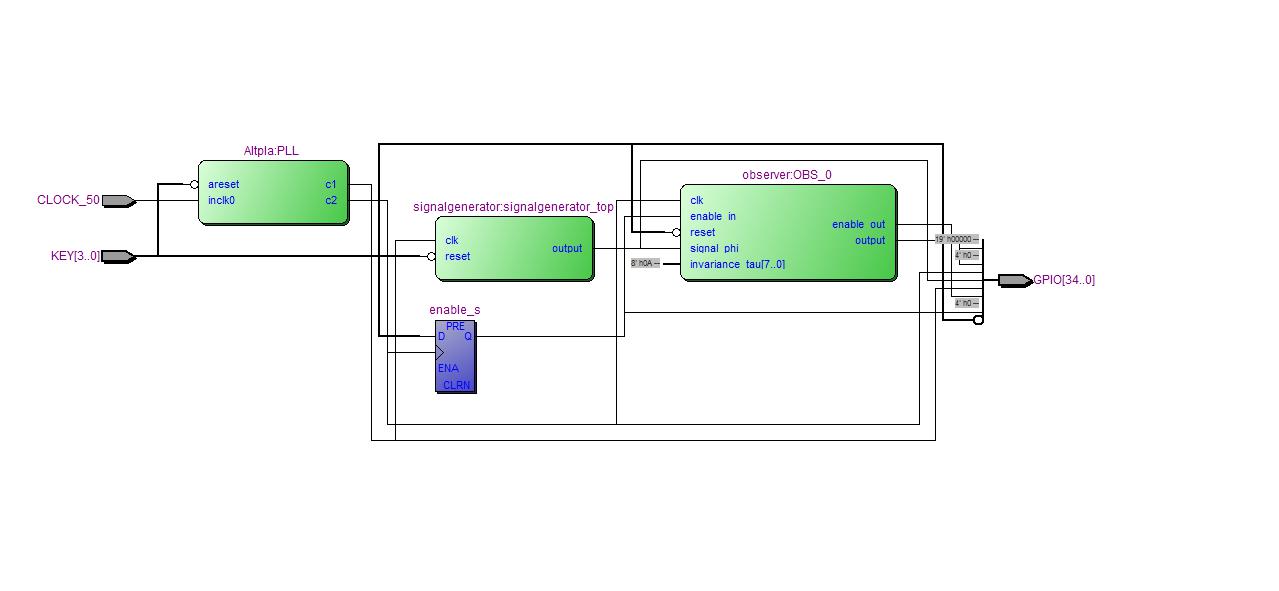 Altpla:PLL
areset
c1
inclk0
c2
CLOCK_50
KEY[3..0]
signalgenerator:signalgenerator_top
clk
output
reset
enable_s
PRE
D
Q
ENA
CLRN
observer:OBS_0
clk
enable_in
reset
signal_phi
invariance_tau[7..0]
enable_out
output
8' h0A --
19' h00000 --
4' h0 --
4' h0 --
GPIO[34..0]